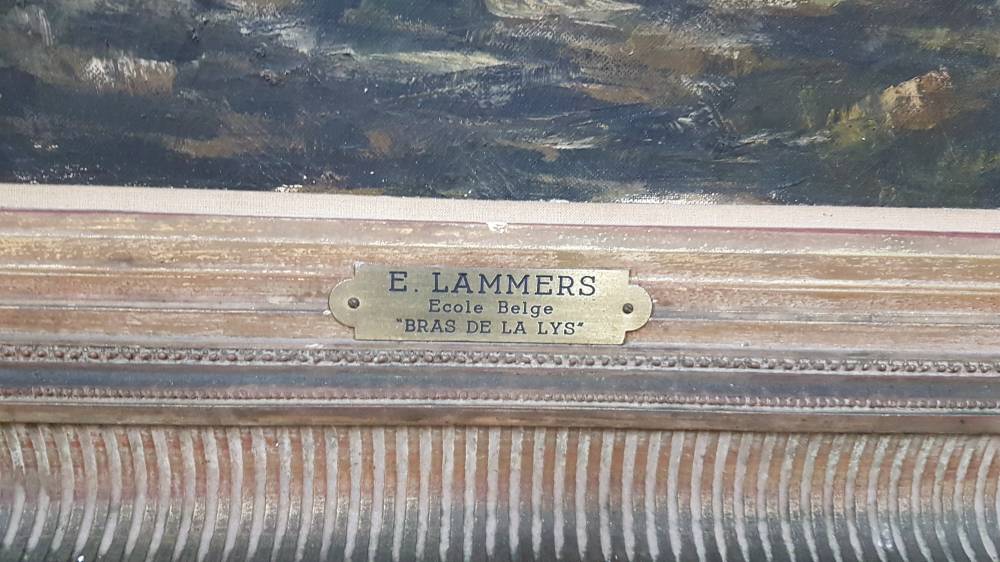 E. LAMMERS
Ecole Belge
"BRAS DE LA LYS"